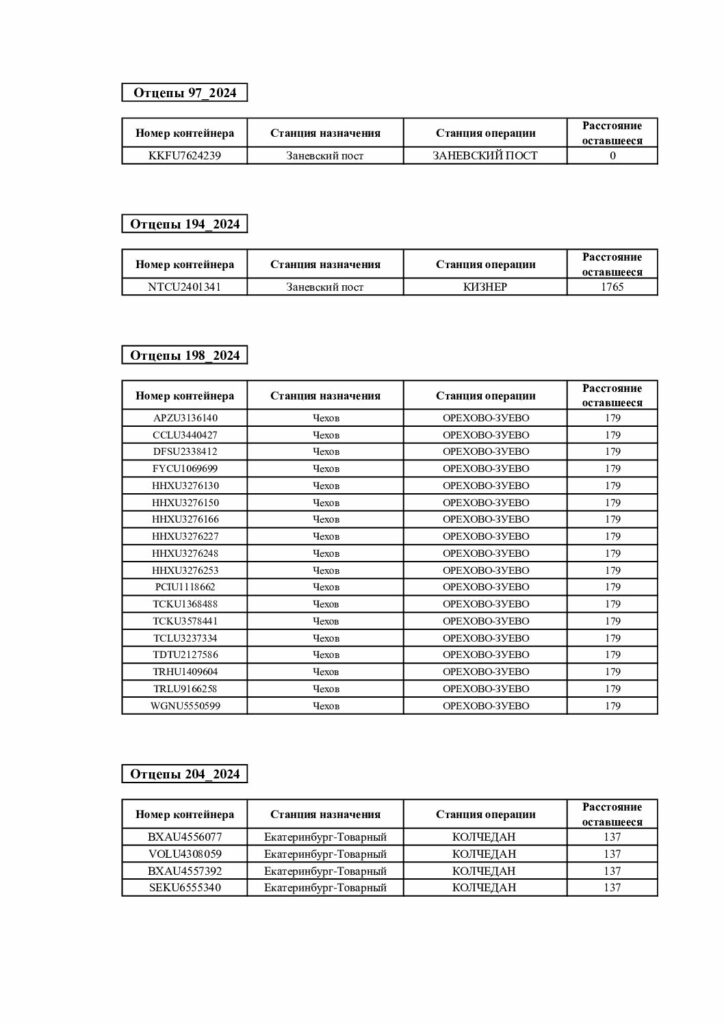 Отцепы 97_2024
Номер контейнера Станция назначения Станция операции Расстояние оставшееся
KKFU7624239 Заневский пост ЗАНЕВСКИЙ ПОСТ 0
Отцепы 194_2024
Номер контейнера Станция назначения Станция операции Расстояние оставшееся
NTCU2401341 Заневский пост КИЗНЕР 1765
Отцепы 198_2024
Номер контейнера Станция назначения Станция операции Расстояние оставшееся
APZU3136140 Чехов ОРЕХОВО-ЗУЕВО 179
CCLU3440427 Чехов ОРЕХОВО-ЗУЕВО 179
DFSU2338412 Чехов ОРЕХОВО-ЗУЕВО 179
FYCU1069699 Чехов ОРЕХОВО-ЗУЕВО 179
HHXU3276130 Чехов ОРЕХОВО-ЗУЕВО 179
HHXU3276150 Чехов ОРЕХОВО-ЗУЕВО 179
HHXU3276166 Чехов ОРЕХОВО-ЗУЕВО 179
HHXU3276227 Чехов ОРЕХОВО-ЗУЕВО 179
HHXU3276248 Чехов ОРЕХОВО-ЗУЕВО 179
HHXU3276253 Чехов ОРЕХОВО-ЗУЕВО 179
PCIU1118662 Чехов ОРЕХОВО-ЗУЕВО 179
TCKU1368488 Чехов ОРЕХОВО-ЗУЕВО 179
TCKU3578441 Чехов ОРЕХОВО-ЗУЕВО 179
TCLU3237334 Чехов ОРЕХОВО-ЗУЕВО 179
TDTU2127586 Чехов ОРЕХОВО-ЗУЕВО 179
TRHU1409604 Чехов ОРЕХОВО-ЗУЕВО 179
TRLU9166258 Чехов ОРЕХОВО-ЗУЕВО 179
WGNU5550599 Чехов ОРЕХОВО-ЗУЕВО 179
Отцепы 204_2024
Номер контейнера Станция назначения Станция операции Расстояние оставшееся
BXAU4556077 Екатеринбург-Товарный КОЛЧЕДАН 137
VOLU4308059 Екатеринбург-Товарный КОЛЧЕДАН 137
BXAU4557392 Екатеринбург-Товарный КОЛЧЕДАН 137
SEKU6555340 Екатеринбург-Товарный КОЛЧЕДАН 137